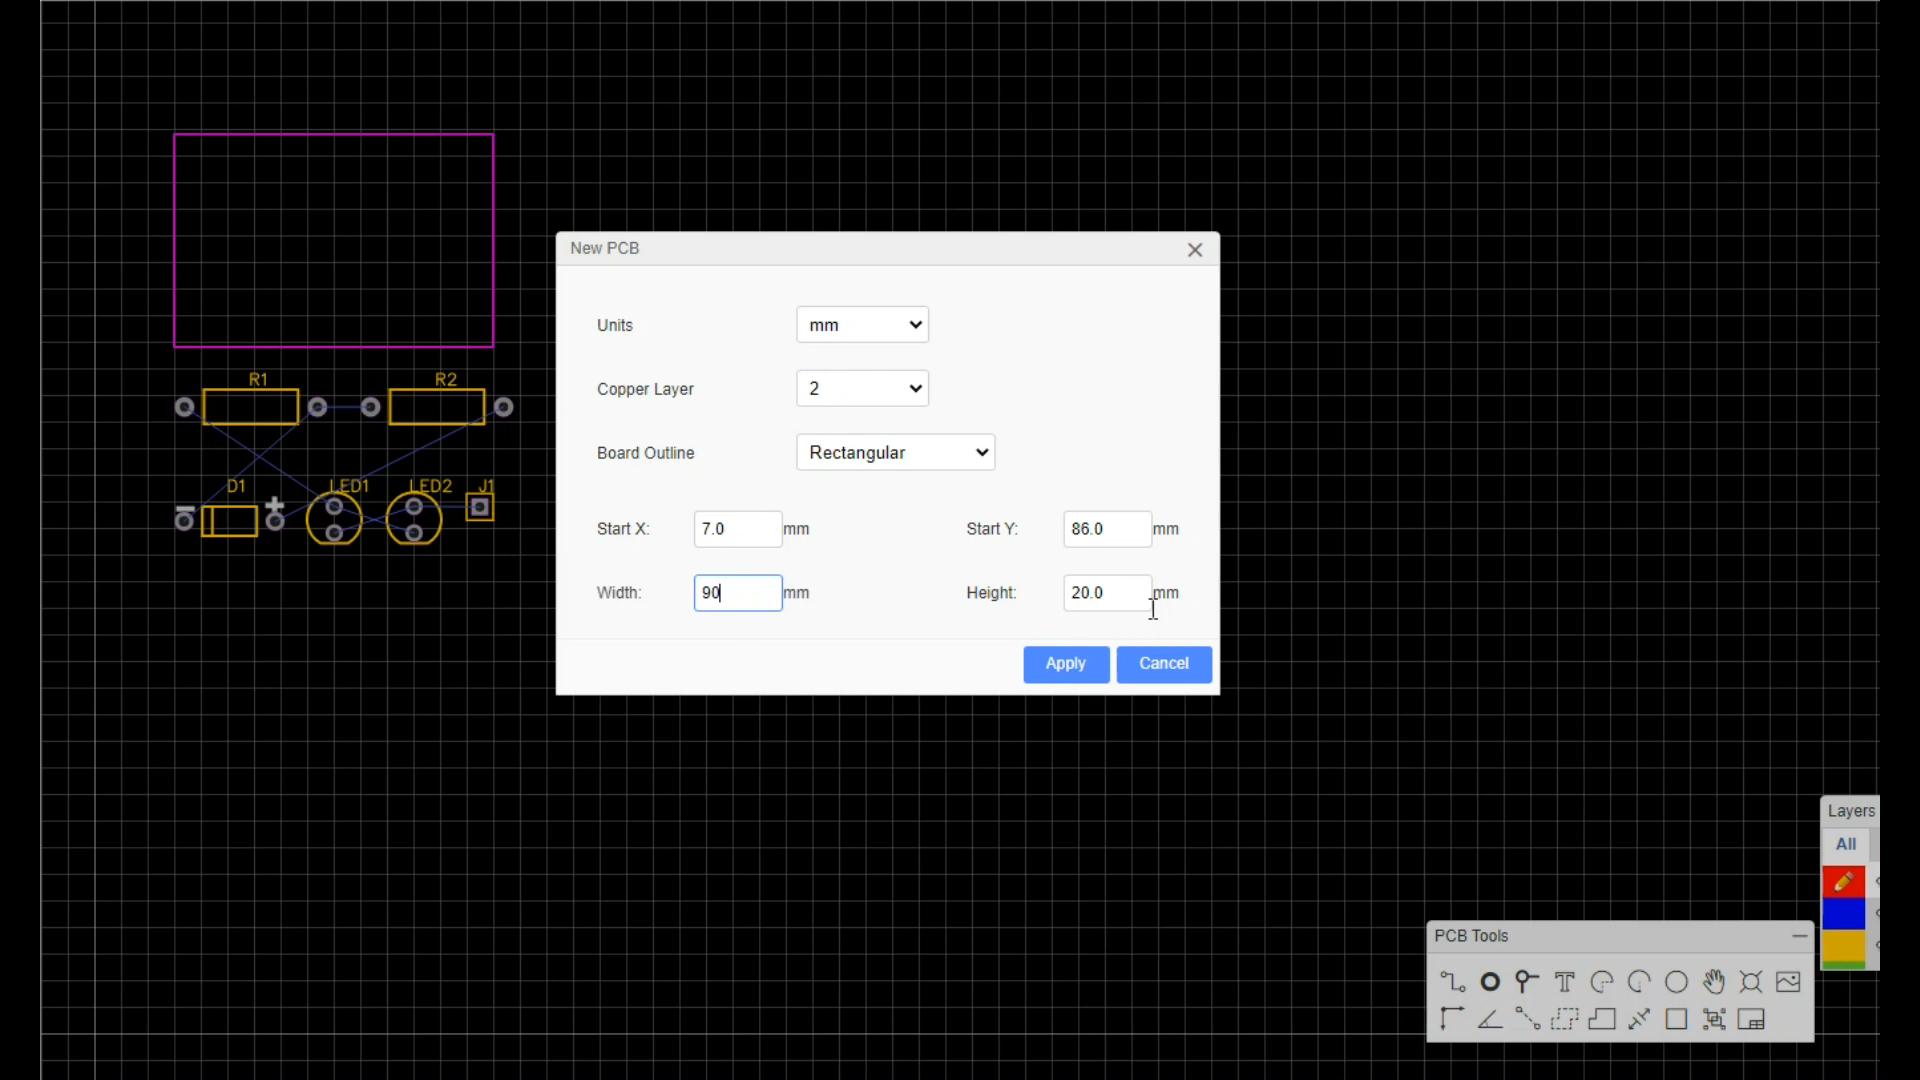 New PCB
Units mm
Copper Layer 2
Board Outline Rectangular
Start X: 7.0 mm Start Y: 86.0 mm
Width: 90 mm Height: 20.0 mm
Apply Cancel
R1 R2
D1 LED1 LED2 J1
Layers
All
PCB Tools